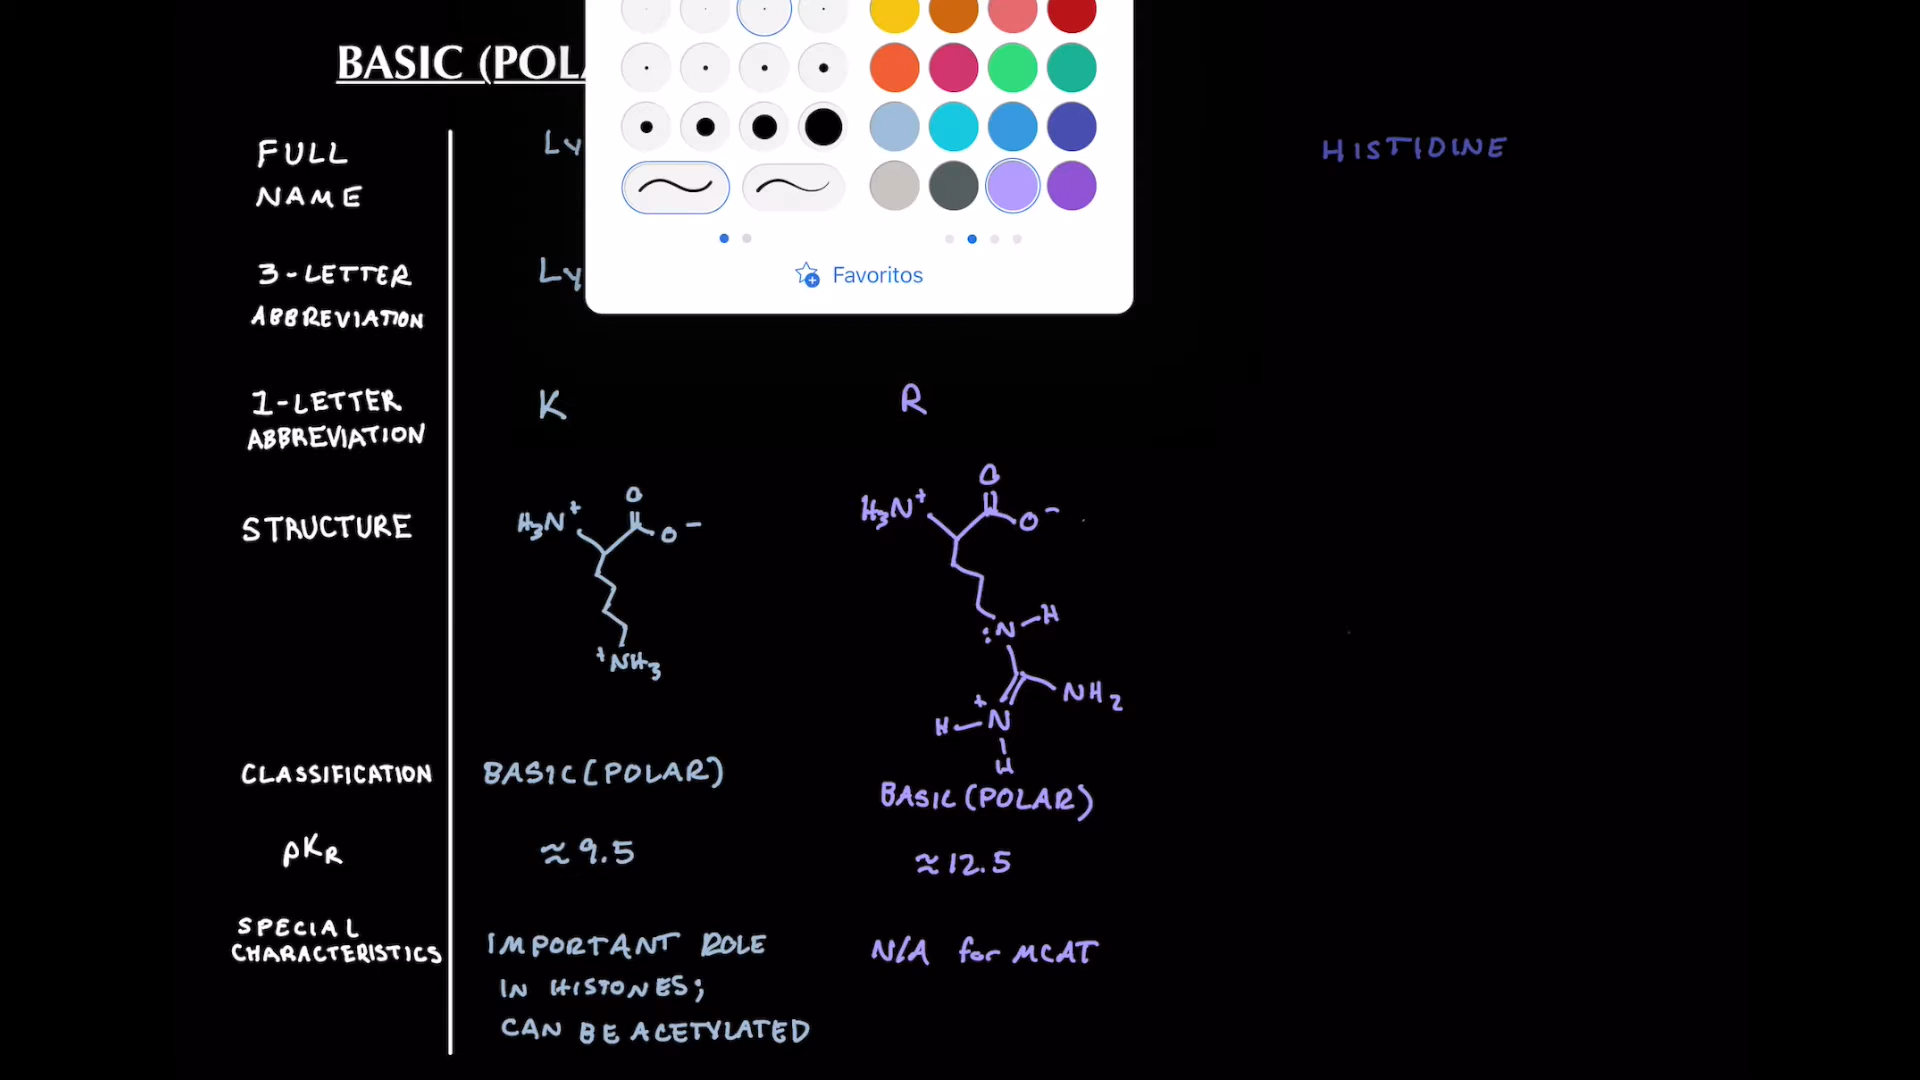 BASIC (POL
FULL
NAME
Ly
HISTIDINE
Favoritos
3-LETTER
ABBREVIATION
Ly
1-LETTER
ABBREVIATION
K
R
STRUCTURE
H3N+
O
O-
+NH3
H3N+
O
O-
:N-H
NH2
H-N+
H
CLASSIFICATION
BASIC (POLAR)
BASIC (POLAR)
pKR
≈ 9.5
≈ 12.5
SPECIAL
CHARACTERISTICS
IMPORTANT ROLE
IN HISTONES;
CAN BE ACETYLATED
N/A for MCAT